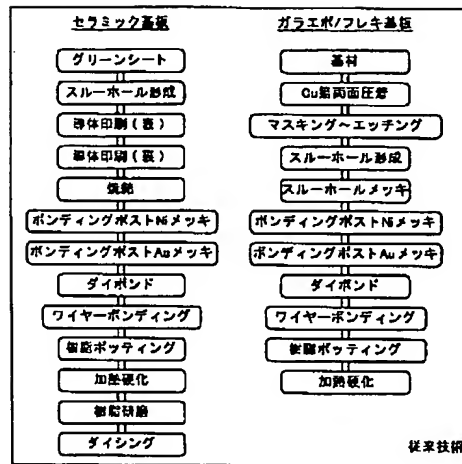 セラミック基板
グリーンシート
スルーホール形成
導体印刷(表)
導体印刷(裏)
焼結
ボンディングポストNiメッキ
ボンディングポストAuメッキ
ダイボンド
ワイヤーボンディング
樹脂ポッティング
加熱硬化
樹脂研磨
ダイシング
ガラエポ/フレキ基板
基材
Cu箔両面圧着
マスキング~エッチング
スルーホール形成
スルーホールメッキ
ボンディングポストNiメッキ
ボンディングポストAuメッキ
ダイボンド
ワイヤーボンディング
樹脂ポッティング
加熱硬化
従来技術